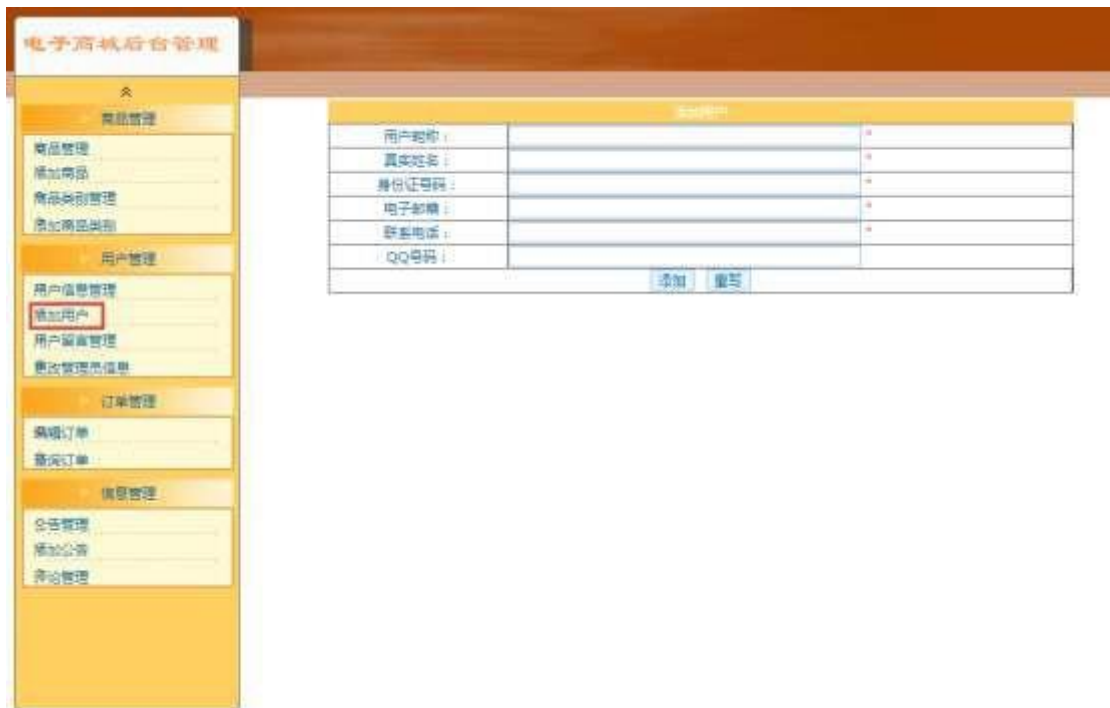 电子商城后台管理
商品管理
商品管理
添加商品
商品类别管理
添加商品类别
用户管理
用户信息管理
添加用户
用户留言管理
更改管理员信息
订单管理
编辑订单
查询订单
信息管理
公告管理
添加公告
评论管理
添加用户
用户昵称：
*
真实姓名：
*
身份证号码：
*
电子邮箱：
*
联系电话：
*
QQ号码：
添加 重写